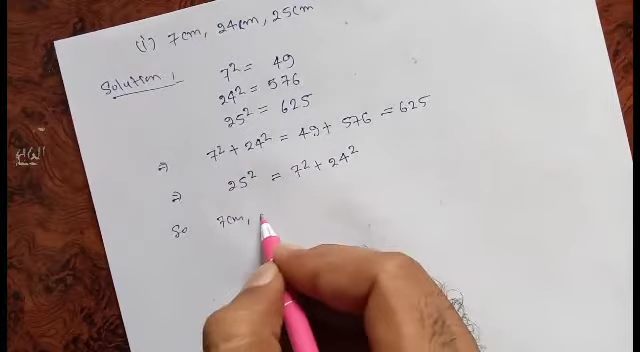 (i) 7cm, 24cm, 25cm
Solution,
7² = 49
24² = 576
25² = 625
⇒ 7² + 24² = 49 + 576 = 625
⇒ 25² = 7² + 24²
So 7cm,